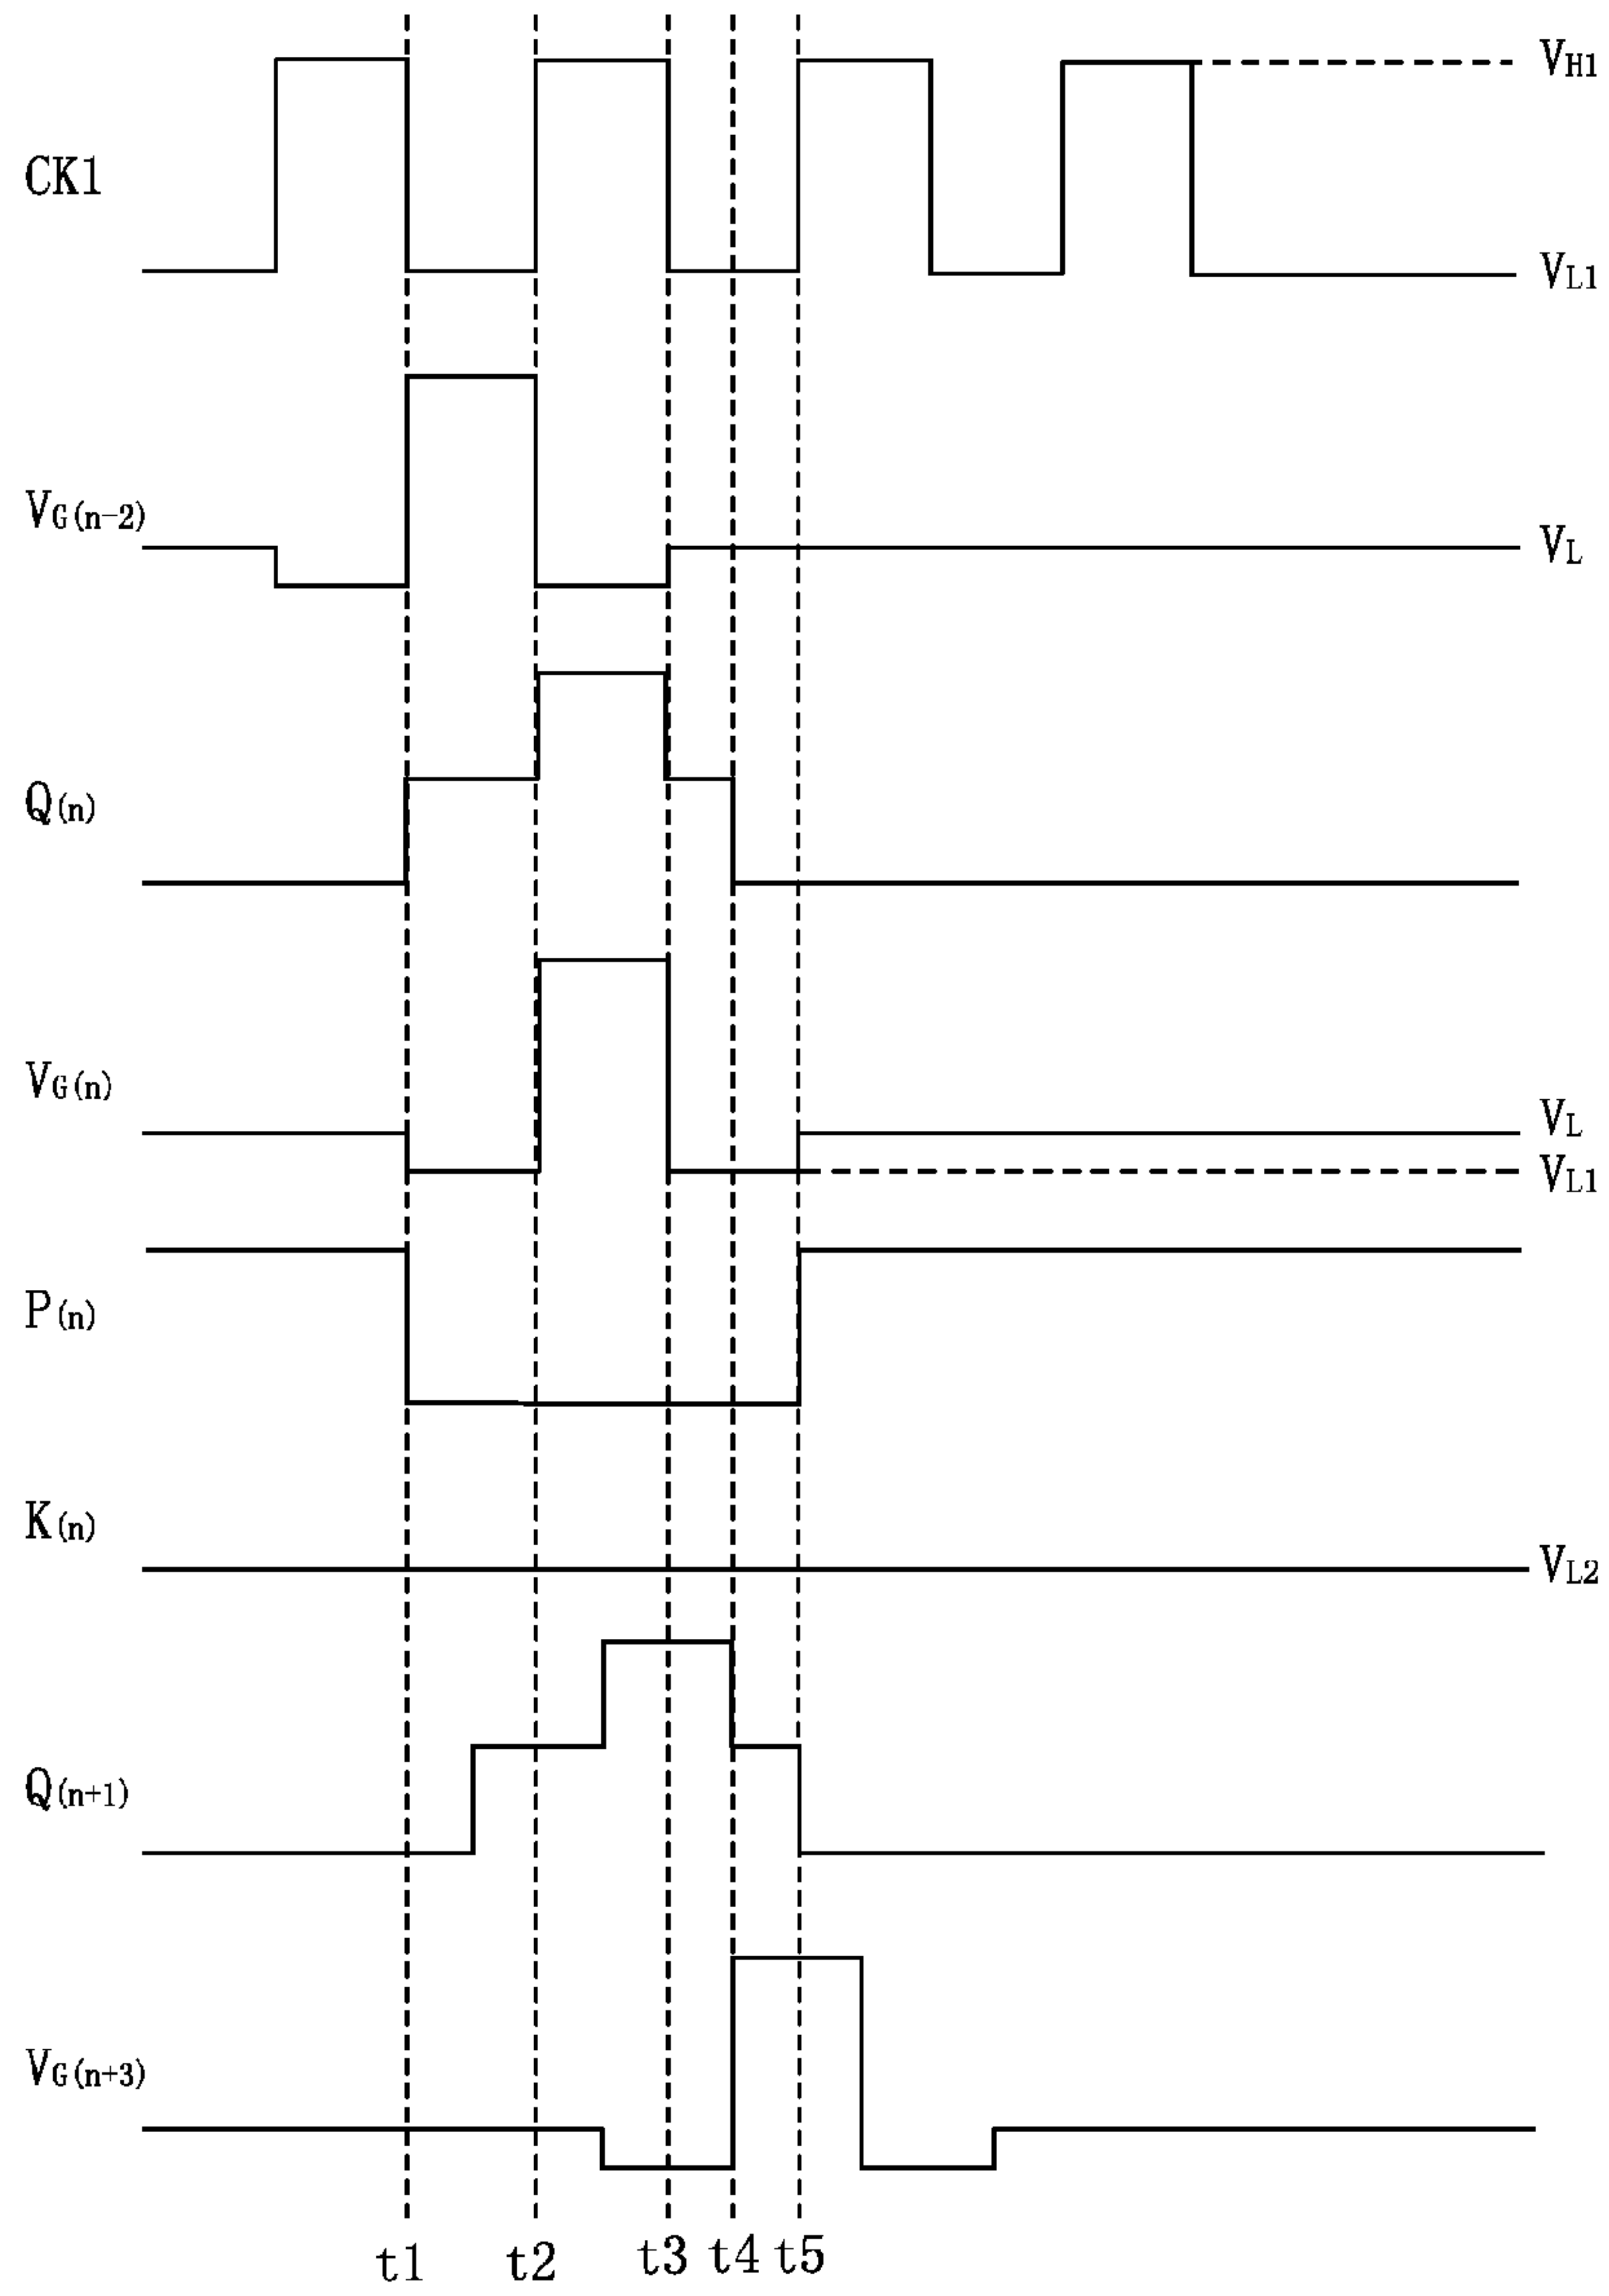 VH1
CK1
VL1
VG(n-2)
VL
Q(n)
VG(n)
VL
VL1
P(n)
K(n)
VL2
Q(n+1)
VG(n+3)
t1 t2 t3 t4 t5